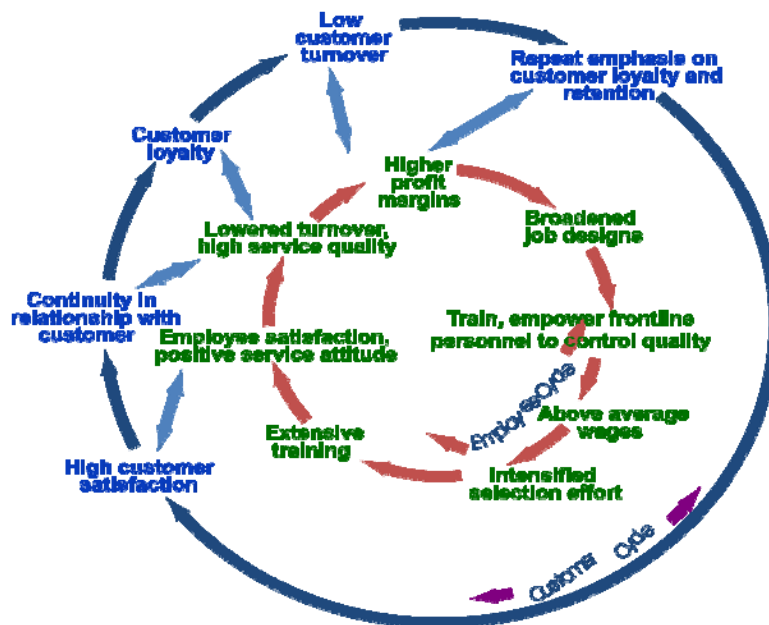 Low
customer
turnover
Repeat emphasis on
customer loyalty and
retention
Customer
loyalty
Higher
profit
margins
Lowered turnover,
high service quality
Broadened
job designs
Continuity in
relationship with
customer
Employee satisfaction,
positive service attitude
Train, empower frontline
personnel to control quality
Employee Cycle
Above average
wages
Extensive
training
High customer
satisfaction
Intensified
selection effort
Customer Cycle